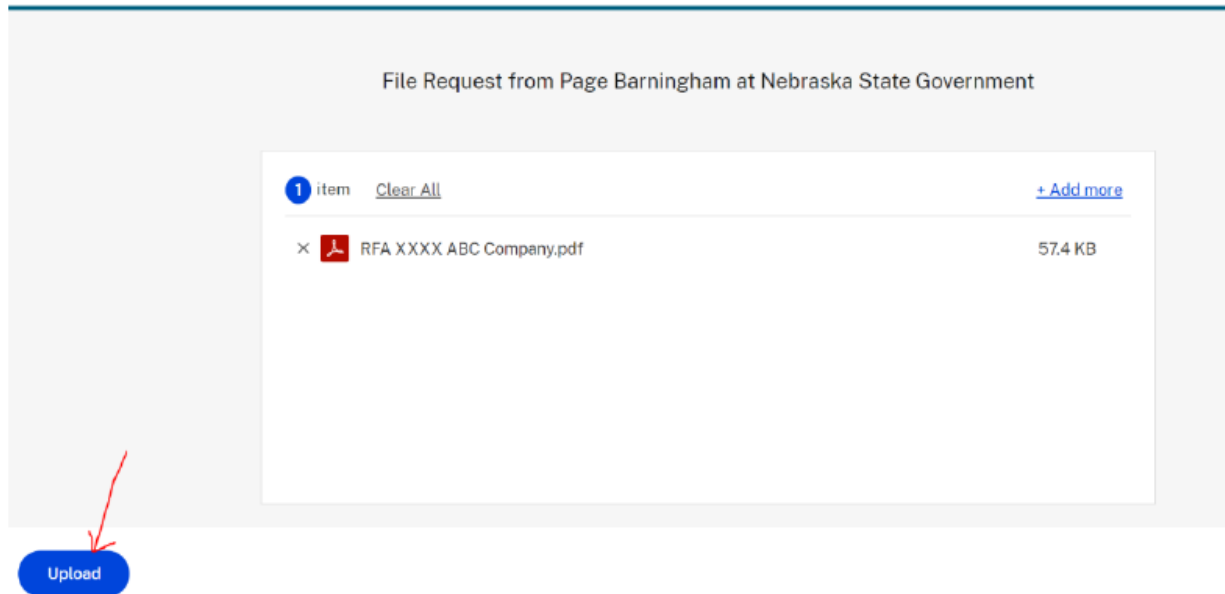 File Request from Page Barningham at Nebraska State Government
1 item Clear All + Add more
RFA XXXX ABC Company.pdf 57.4 KB
Upload